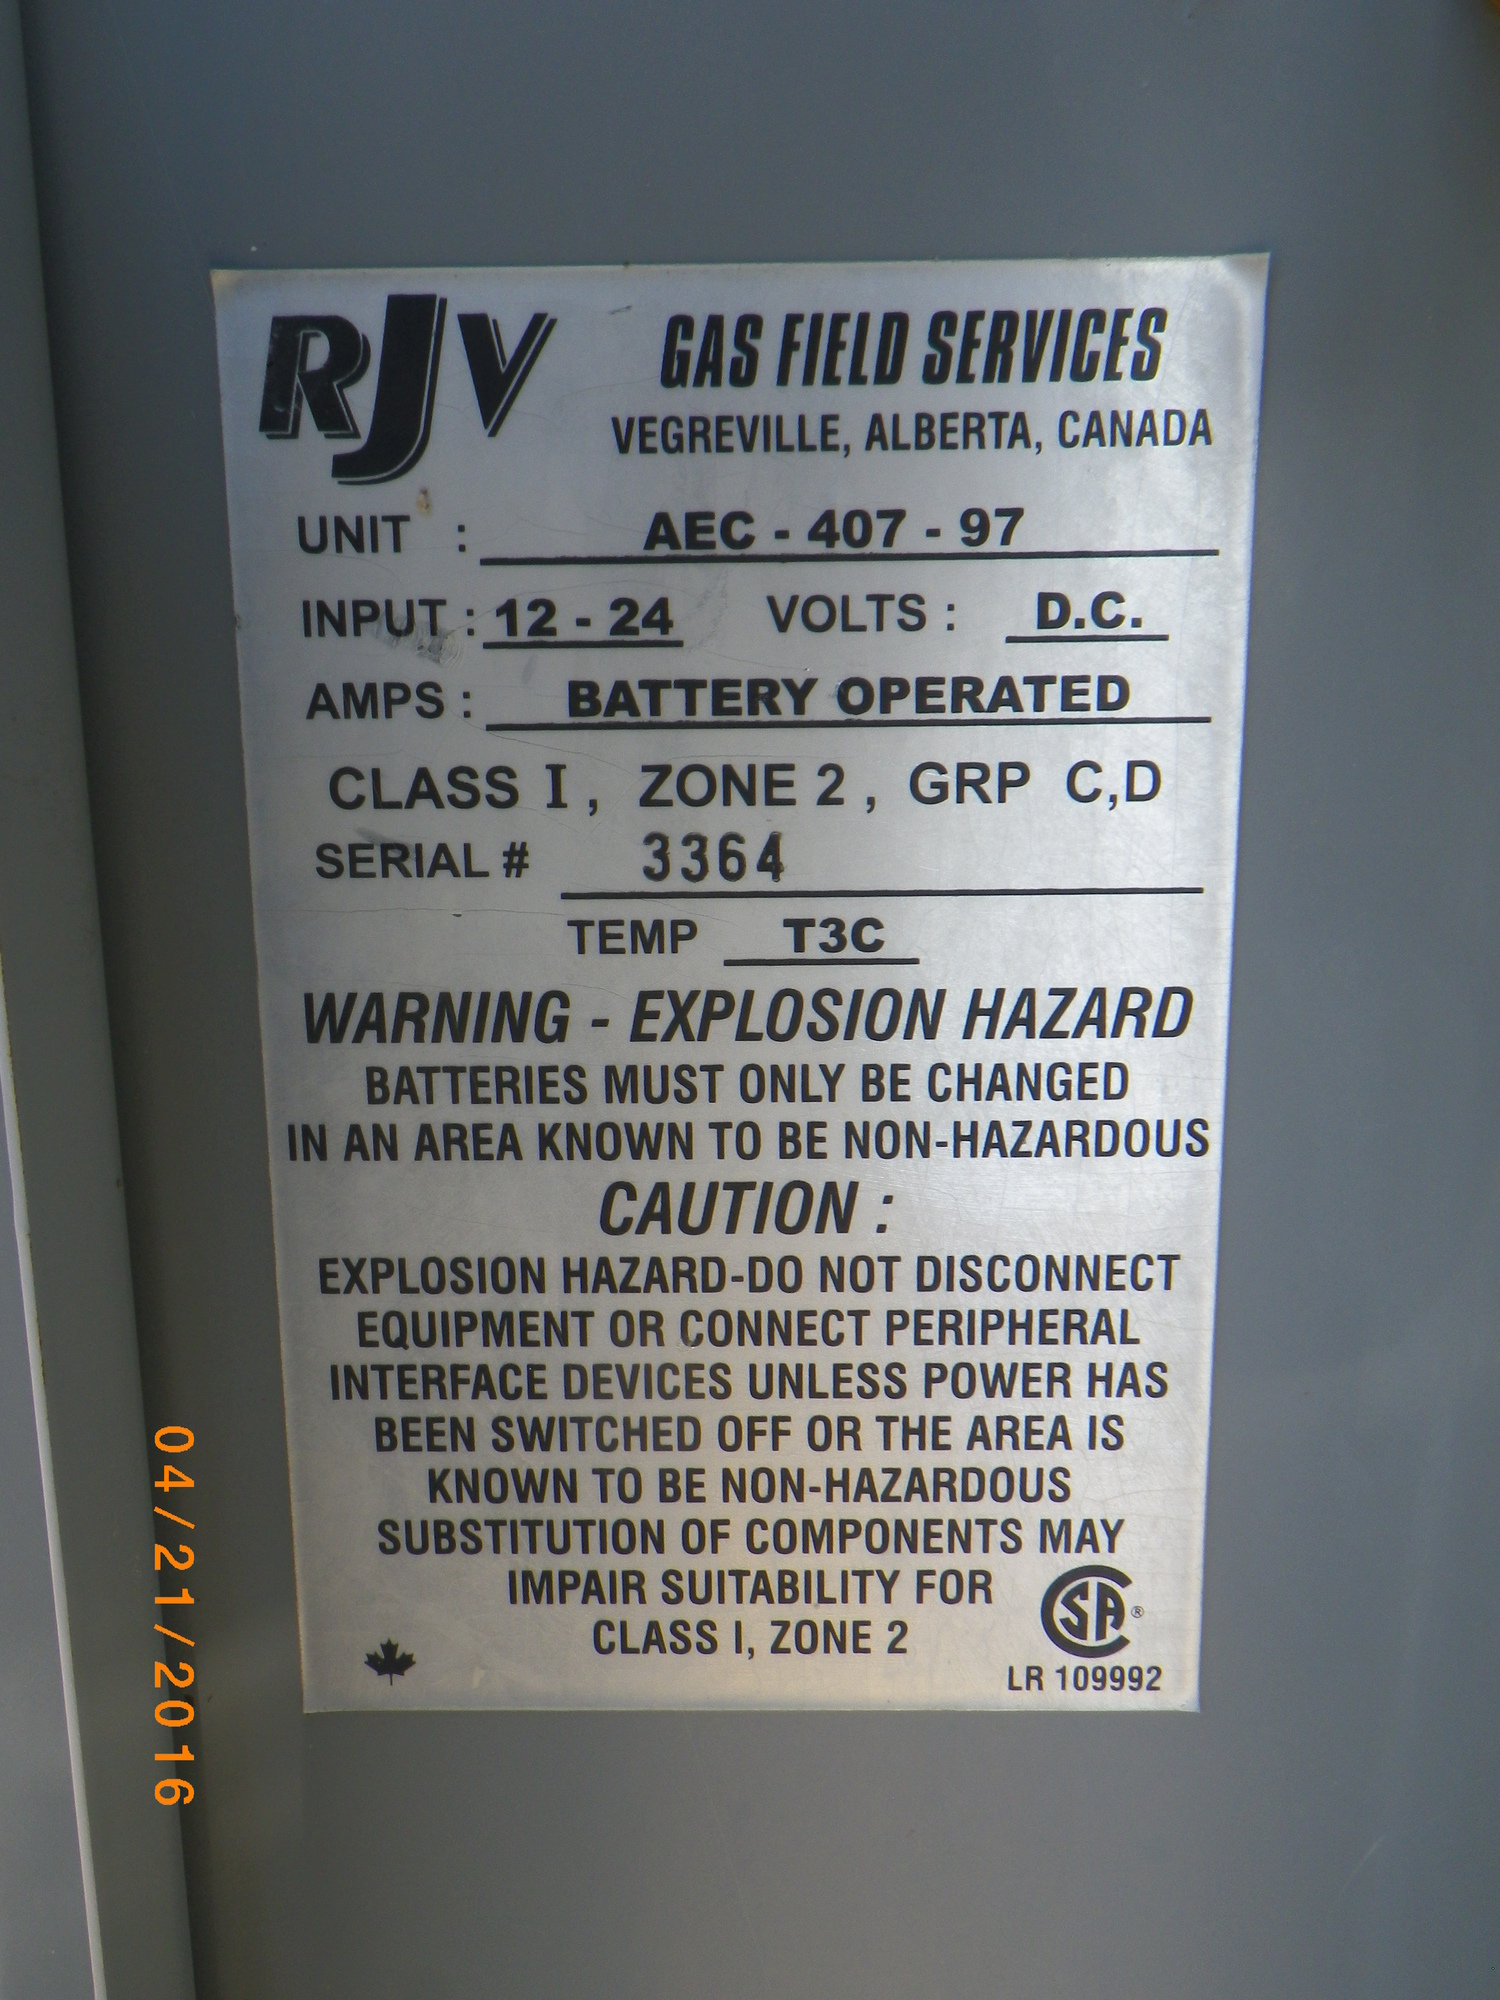 RJV GAS FIELD SERVICES
VEGREVILLE, ALBERTA, CANADA
UNIT : AEC - 407 - 97
INPUT : 12 - 24 VOLTS : D.C.
AMPS : BATTERY OPERATED
CLASS I, ZONE 2, GRP C,D
SERIAL # 3364
TEMP T3C
WARNING - EXPLOSION HAZARD
BATTERIES MUST ONLY BE CHANGED
IN AN AREA KNOWN TO BE NON-HAZARDOUS
CAUTION :
EXPLOSION HAZARD-DO NOT DISCONNECT
EQUIPMENT OR CONNECT PERIPHERAL
INTERFACE DEVICES UNLESS POWER HAS
BEEN SWITCHED OFF OR THE AREA IS
KNOWN TO BE NON-HAZARDOUS
SUBSTITUTION OF COMPONENTS MAY
IMPAIR SUITABILITY FOR
CLASS I, ZONE 2
CSA ®
LR 109992
04/21/2016